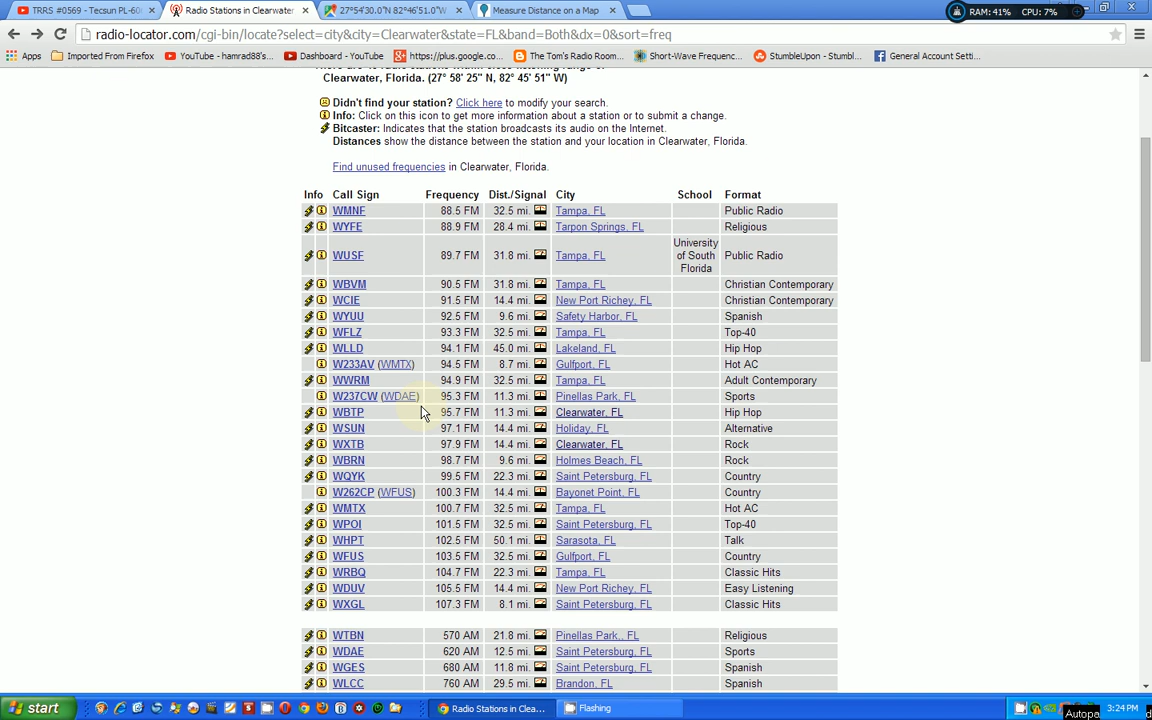 TRRS #0569 - Tecsun PL-60
Radio Stations in Clearwater
27°54'30.0"N 82°46'51.0"W
Measure Distance on a Map
RAM: 41% CPU: 7%
radio-locator.com/cgi-bin/locate?select=city&city=Clearwater&state=FL&band=Both&dx=0&sort=freq
Apps Imported From Firefox YouTube - hamrad88's... Dashboard - YouTube https://plus.google.co... The Tom's Radio Room... Short-Wave Frequenc... StumbleUpon - Stumbl... General Account Setti...
Clearwater, Florida. (27° 58' 25" N, 82° 45' 51" W)
Didn't find your station? Click here to modify your search.
Info: Click on this icon to get more information about a station or to submit a change.
Bitcaster: Indicates that the station broadcasts its audio on the Internet.
Distances show the distance between the station and your location in Clearwater, Florida.
Find unused frequencies in Clearwater, Florida.
Info Call Sign Frequency Dist./Signal City School Format
WMNF 88.5 FM 32.5 mi. Tampa, FL Public Radio
WYFE 88.9 FM 28.4 mi. Tarpon Springs, FL Religious
WUSF 89.7 FM 31.8 mi. Tampa, FL University of South Florida Public Radio
WBVM 90.5 FM 31.8 mi. Tampa, FL Christian Contemporary
WCIE 91.5 FM 14.4 mi. New Port Richey, FL Christian Contemporary
WYUU 92.5 FM 9.6 mi. Safety Harbor, FL Spanish
WFLZ 93.3 FM 32.5 mi. Tampa, FL Top-40
WLLD 94.1 FM 45.0 mi. Lakeland, FL Hip Hop
W233AV (WMTX) 94.5 FM 8.7 mi. Gulfport, FL Hot AC
WWRM 94.9 FM 32.5 mi. Tampa, FL Adult Contemporary
W237CW (WDAE) 95.3 FM 11.3 mi. Pinellas Park, FL Sports
WBTP 95.7 FM 11.3 mi. Clearwater, FL Hip Hop
WSUN 97.1 FM 14.4 mi. Holiday, FL Alternative
WXTB 97.9 FM 14.4 mi. Clearwater, FL Rock
WBRN 98.7 FM 9.6 mi. Holmes Beach, FL Rock
WQYK 99.5 FM 22.3 mi. Saint Petersburg, FL Country
W262CP (WFUS) 100.3 FM 14.4 mi. Bayonet Point, FL Country
WMTX 100.7 FM 32.5 mi. Tampa, FL Hot AC
WPOI 101.5 FM 32.5 mi. Saint Petersburg, FL Top-40
WHPT 102.5 FM 50.1 mi. Sarasota, FL Talk
WFUS 103.5 FM 32.5 mi. Gulfport, FL Country
WRBQ 104.7 FM 22.3 mi. Tampa, FL Classic Hits
WDUV 105.5 FM 14.4 mi. New Port Richey, FL Easy Listening
WXGL 107.3 FM 8.1 mi. Saint Petersburg, FL Classic Hits
WTBN 570 AM 21.8 mi. Pinellas Park,, FL Religious
WDAE 620 AM 12.5 mi. Saint Petersburg, FL Sports
WGES 680 AM 11.8 mi. Saint Petersburg, FL Spanish
WLCC 760 AM 29.5 mi. Brandon, FL Spanish
start Radio Stations in Clea... Flashing 3:24 PM
Autopa